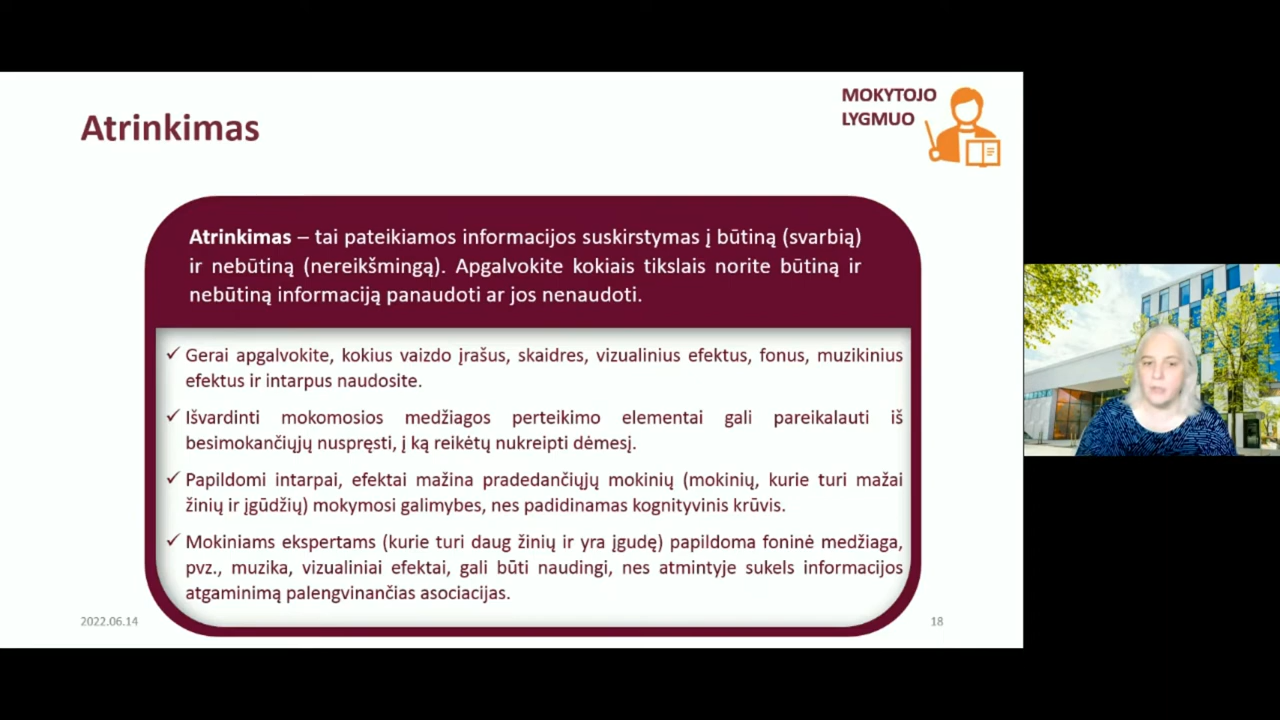 Atrinkimas
MOKYTOJO
LYGMUO
Atrinkimas – tai pateikiamos informacijos suskirstymas į būtiną (svarbią)
ir nebūtiną (nereikšmingą). Apgalvokite kokiais tikslais norite būtiną ir
nebūtiną informaciją panaudoti ar jos nenaudoti.
✓ Gerai apgalvokite, kokius vaizdo įrašus, skaidres, vizualinius efektus, fonus, muzikinius
efektus ir intarpus naudosite.
✓ Išvardinti mokomosios medžiagos perteikimo elementai gali pareikalauti iš
besimokančiųjų nuspręsti, į ką reikėtų nukreipti dėmesį.
✓ Papildomi intarpai, efektai mažina pradedančiųjų mokinių (mokinių, kurie turi mažai
žinių ir įgūdžių) mokymosi galimybes, nes padidinamas kognityvinis krūvis.
✓ Mokiniams ekspertams (kurie turi daug žinių ir yra įgudę) papildoma foninė medžiaga,
pvz., muzika, vizualiniai efektai, gali būti naudingi, nes atmintyje sukels informacijos
atgaminimą palengvinančias asociacijas.
2022.06.14
18